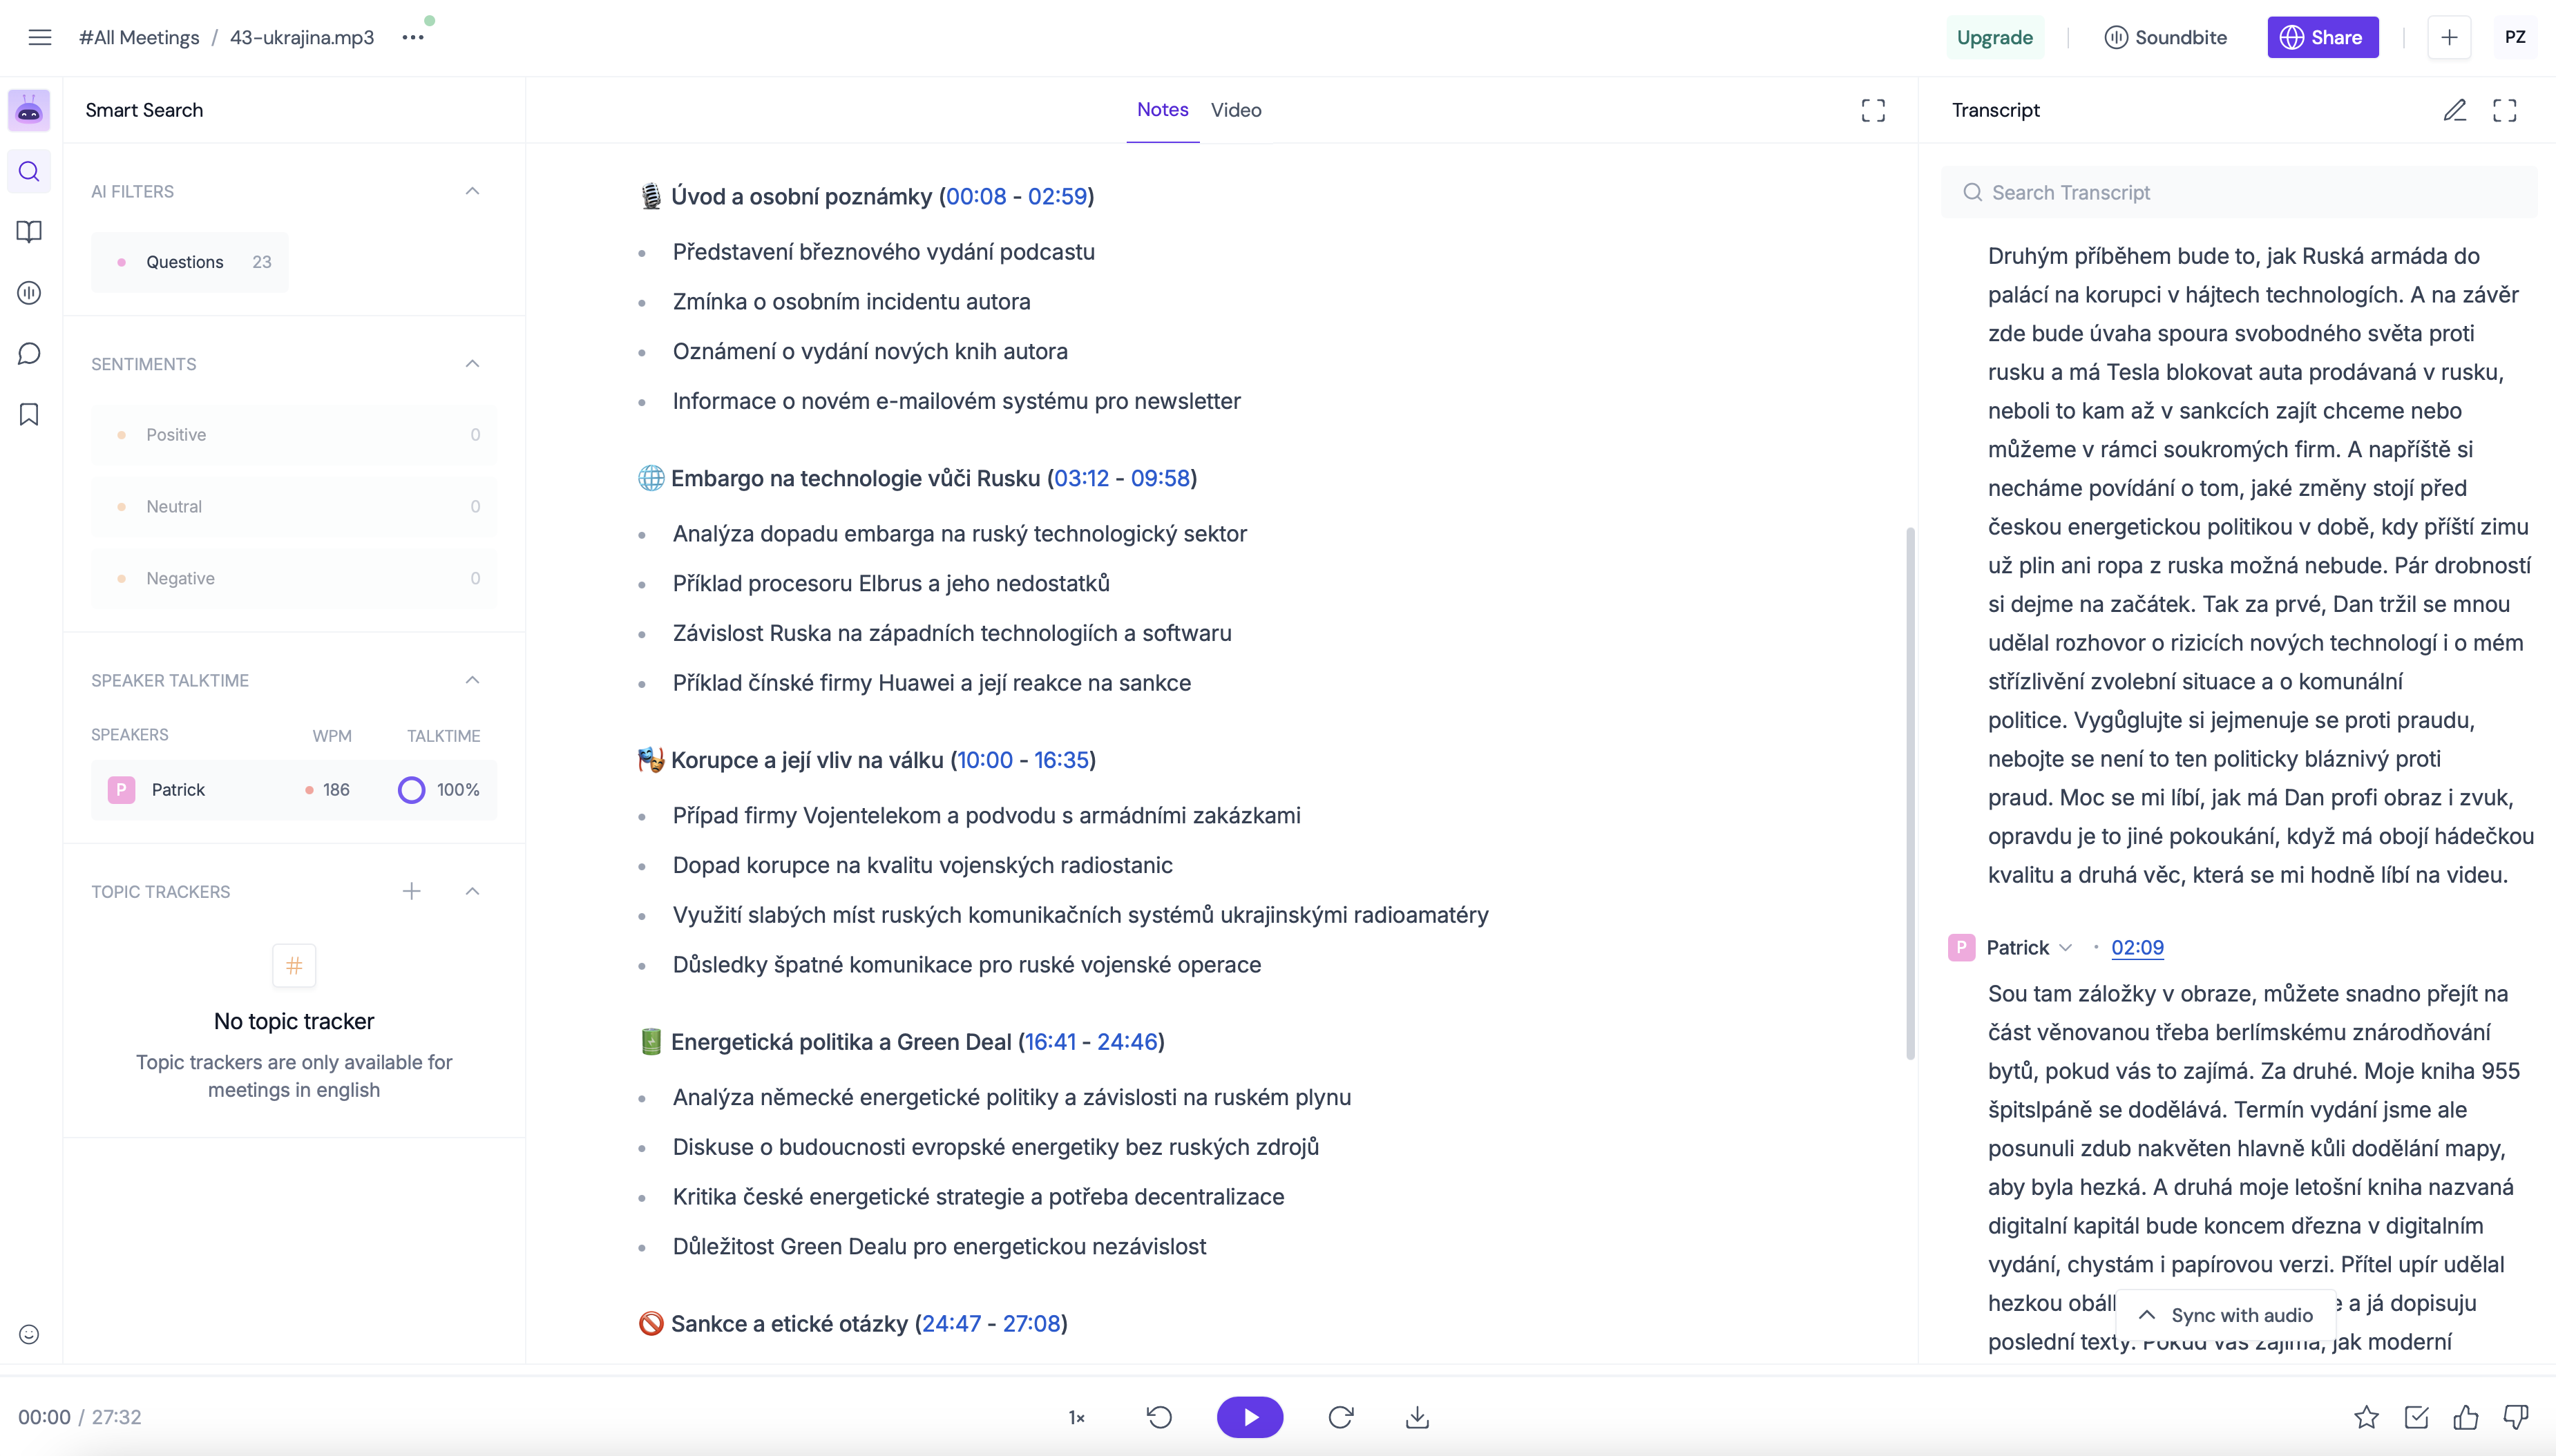 #All Meetings / 43-ukrajina.mp3
Upgrade
Soundbite
Share
PZ
Smart Search
AI FILTERS
Questions 23
SENTIMENTS
Positive 0
Neutral 0
Negative 0
SPEAKER TALKTIME
SPEAKERS WPM TALKTIME
P Patrick 186 100%
TOPIC TRACKERS
#
No topic tracker
Topic trackers are only available for
meetings in english
Notes Video
Úvod a osobní poznámky (00:08 - 02:59)
Představení březnového vydání podcastu
Zmínka o osobním incidentu autora
Oznámení o vydání nových knih autora
Informace o novém e-mailovém systému pro newsletter
Embargo na technologie vůči Rusku (03:12 - 09:58)
Analýza dopadu embarga na ruský technologický sektor
Příklad procesoru Elbrus a jeho nedostatků
Závislost Ruska na západních technologiích a softwaru
Příklad čínské firmy Huawei a její reakce na sankce
Korupce a její vliv na válku (10:00 - 16:35)
Případ firmy Vojentelekom a podvodu s armádními zakázkami
Dopad korupce na kvalitu vojenských radiostanic
Využití slabých míst ruských komunikačních systémů ukrajinskými radioamatéry
Důsledky špatné komunikace pro ruské vojenské operace
Energetická politika a Green Deal (16:41 - 24:46)
Analýza německé energetické politiky a závislosti na ruském plynu
Diskuse o budoucnosti evropské energetiky bez ruských zdrojů
Kritika české energetické strategie a potřeba decentralizace
Důležitost Green Dealu pro energetickou nezávislost
Sankce a etické otázky (24:47 - 27:08)
Transcript
Search Transcript
Druhým příběhem bude to, jak Ruská armáda do
palácí na korupci v hájtech technologích. A na závěr
zde bude úvaha spoura svobodného světa proti
rusku a má Tesla blokovat auta prodávaná v rusku,
neboli to kam až v sankcích zajít chceme nebo
můžeme v rámci soukromých firm. A napříště si
necháme povídání o tom, jaké změny stojí před
českou energetickou politikou v době, kdy příští zimu
už plin ani ropa z ruska možná nebude. Pár drobností
si dejme na začátek. Tak za prvé, Dan tržil se mnou
udělal rozhovor o rizicích nových technologí i o mém
střízlivění zvolební situace a o komunální
politice. Vygůglujte si jejmenuje se proti praudu,
nebojte se není to ten politicky bláznivý proti
praud. Moc se mi líbí, jak má Dan profi obraz i zvuk,
opravdu je to jiné pokoukání, když má obojí hádečkou
kvalitu a druhá věc, která se mi hodně líbí na videu.
P Patrick · 02:09
Sou tam záložky v obraze, můžete snadno přejít na
část věnovanou třeba berlímskému znárodňování
bytů, pokud vás to zajímá. Za druhé. Moje kniha 955
špitslpáně se dodělává. Termín vydání jsme ale
posunuli zdub nakvěten hlavně kůli dodělání mapy,
aby byla hezká. A druhá moje letošní kniha nazvaná
digitalní kapitál bude koncem dřezna v digitalním
vydání, chystám i papírovou verzi. Přítel upír udělal
hezkou a já dopisuju
Sync with audio
poslední texty. Pokud vás zajímá, jak moderní
00:00 / 27:32
1×